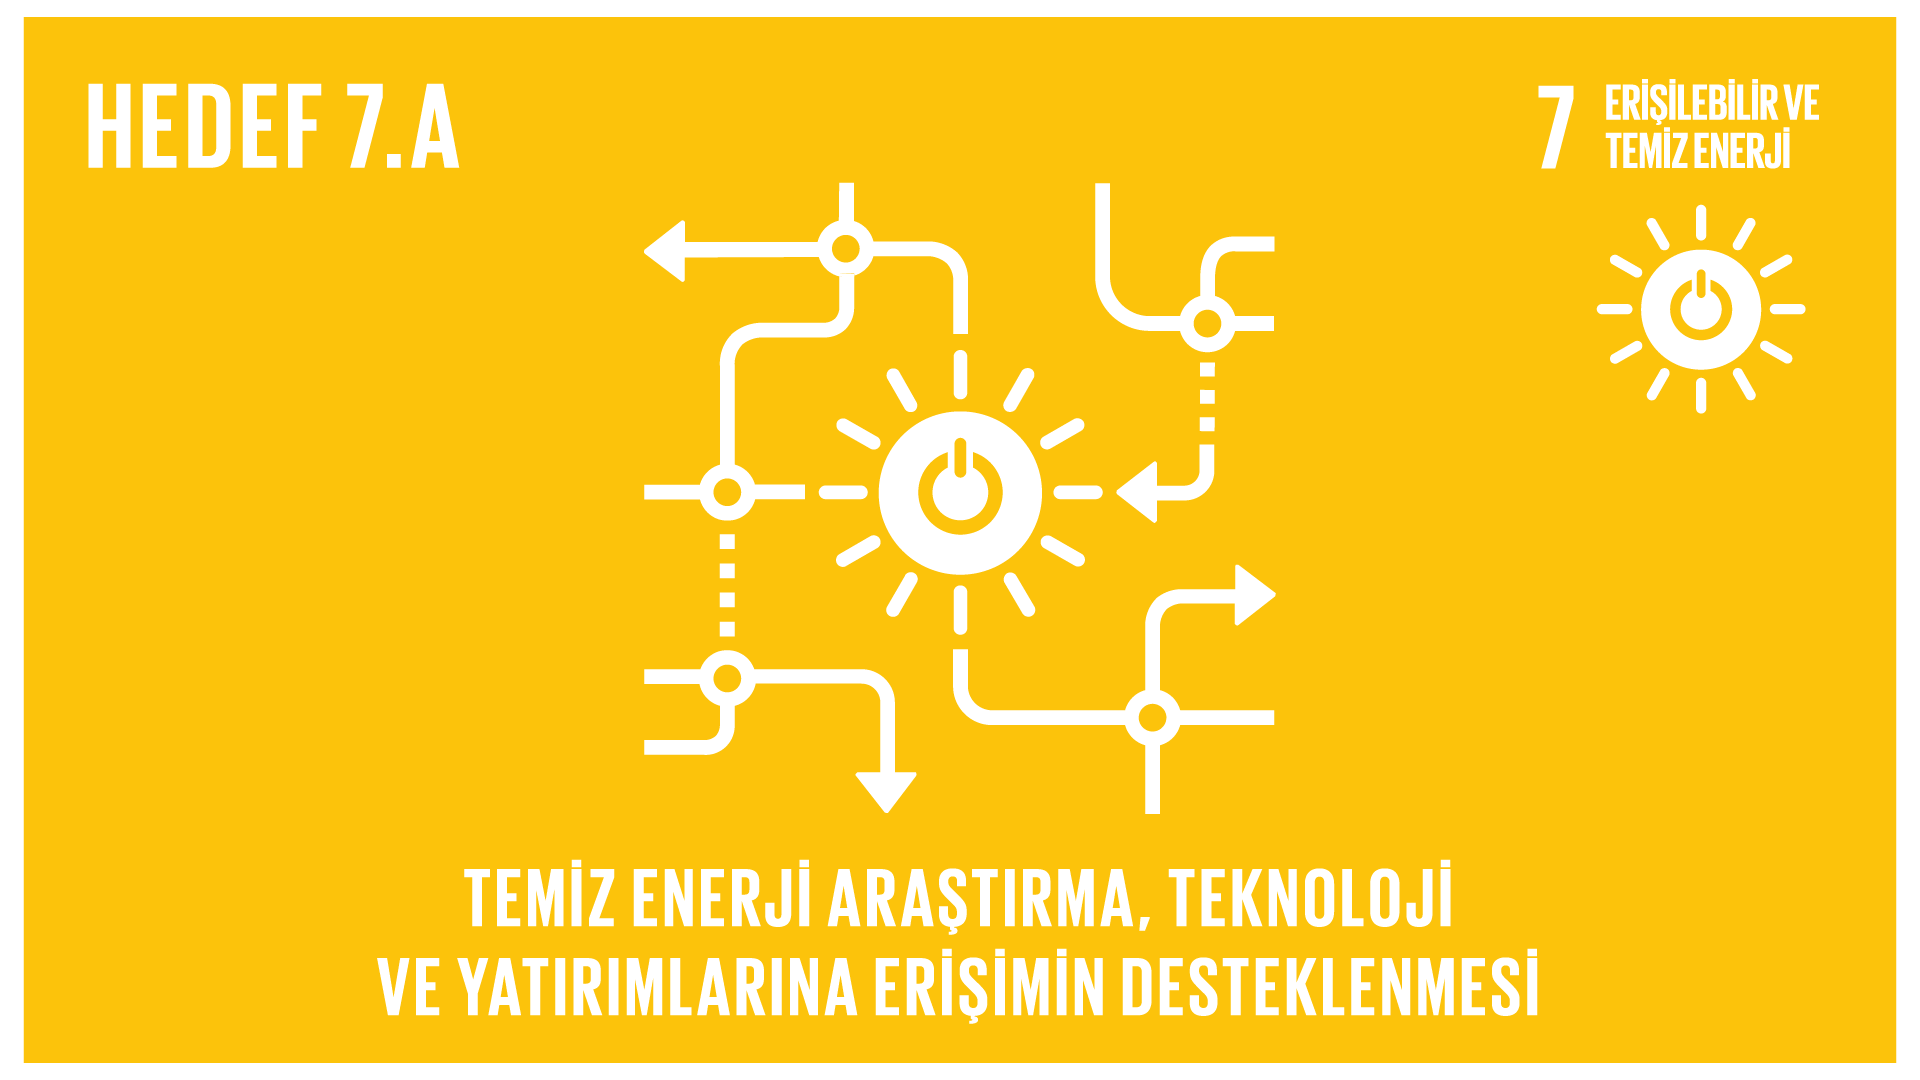 HEDEF 7.A
7 ERİŞİLEBİLİR VE
TEMİZ ENERJİ
TEMİZ ENERJİ ARAŞTIRMA, TEKNOLOJİ
VE YATIRIMLARINA ERİŞİMİN DESTEKLENMESİ